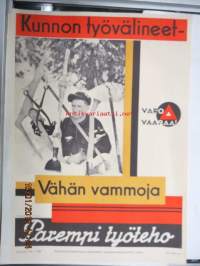 Kunnon työvälineet-
VARO
VAARAA!
Vähän vammoja
Parempi työteho